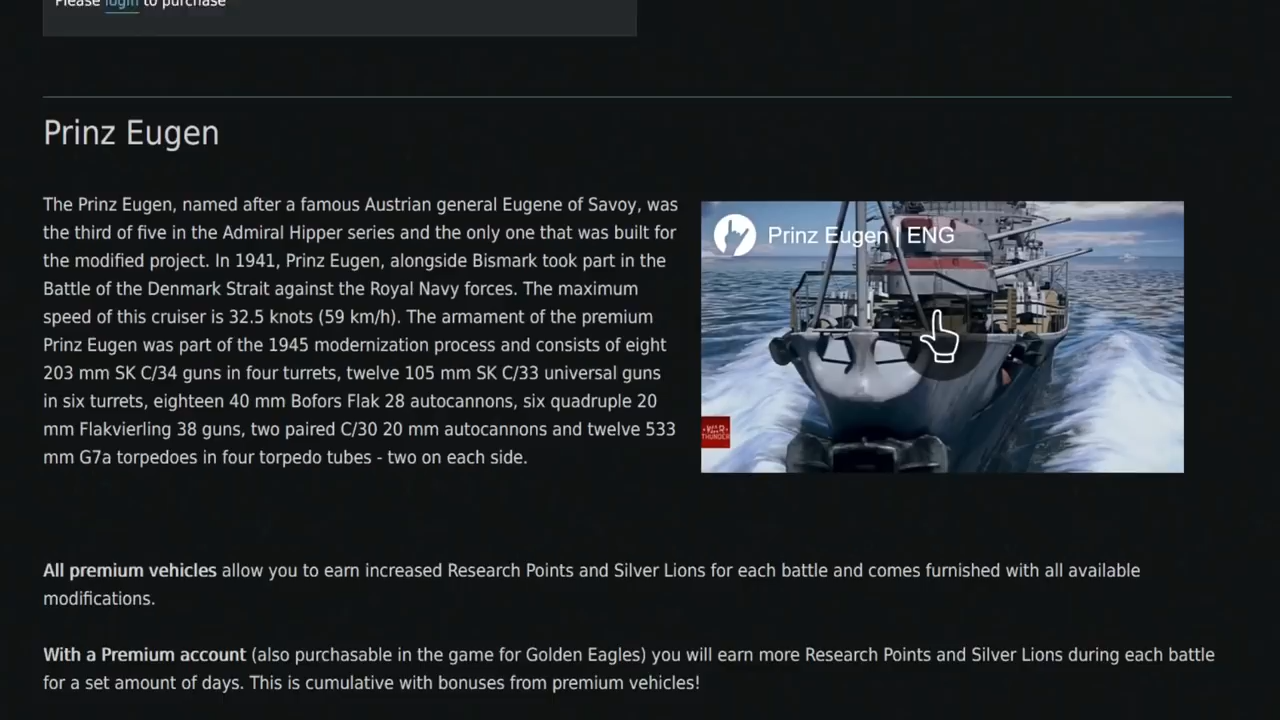 Please login to purchase
Prinz Eugen
The Prinz Eugen, named after a famous Austrian general Eugene of Savoy, was
the third of five in the Admiral Hipper series and the only one that was built for
the modified project. In 1941, Prinz Eugen, alongside Bismark took part in the
Battle of the Denmark Strait against the Royal Navy forces. The maximum
speed of this cruiser is 32.5 knots (59 km/h). The armament of the premium
Prinz Eugen was part of the 1945 modernization process and consists of eight
203 mm SK C/34 guns in four turrets, twelve 105 mm SK C/33 universal guns
in six turrets, eighteen 40 mm Bofors Flak 28 autocannons, six quadruple 20
mm Flakvierling 38 guns, two paired C/30 20 mm autocannons and twelve 533
mm G7a torpedoes in four torpedo tubes - two on each side.
Prinz Eugen | ENG
WAR
THUNDER
All premium vehicles allow you to earn increased Research Points and Silver Lions for each battle and comes furnished with all available
modifications.
With a Premium account (also purchasable in the game for Golden Eagles) you will earn more Research Points and Silver Lions during each battle
for a set amount of days. This is cumulative with bonuses from premium vehicles!